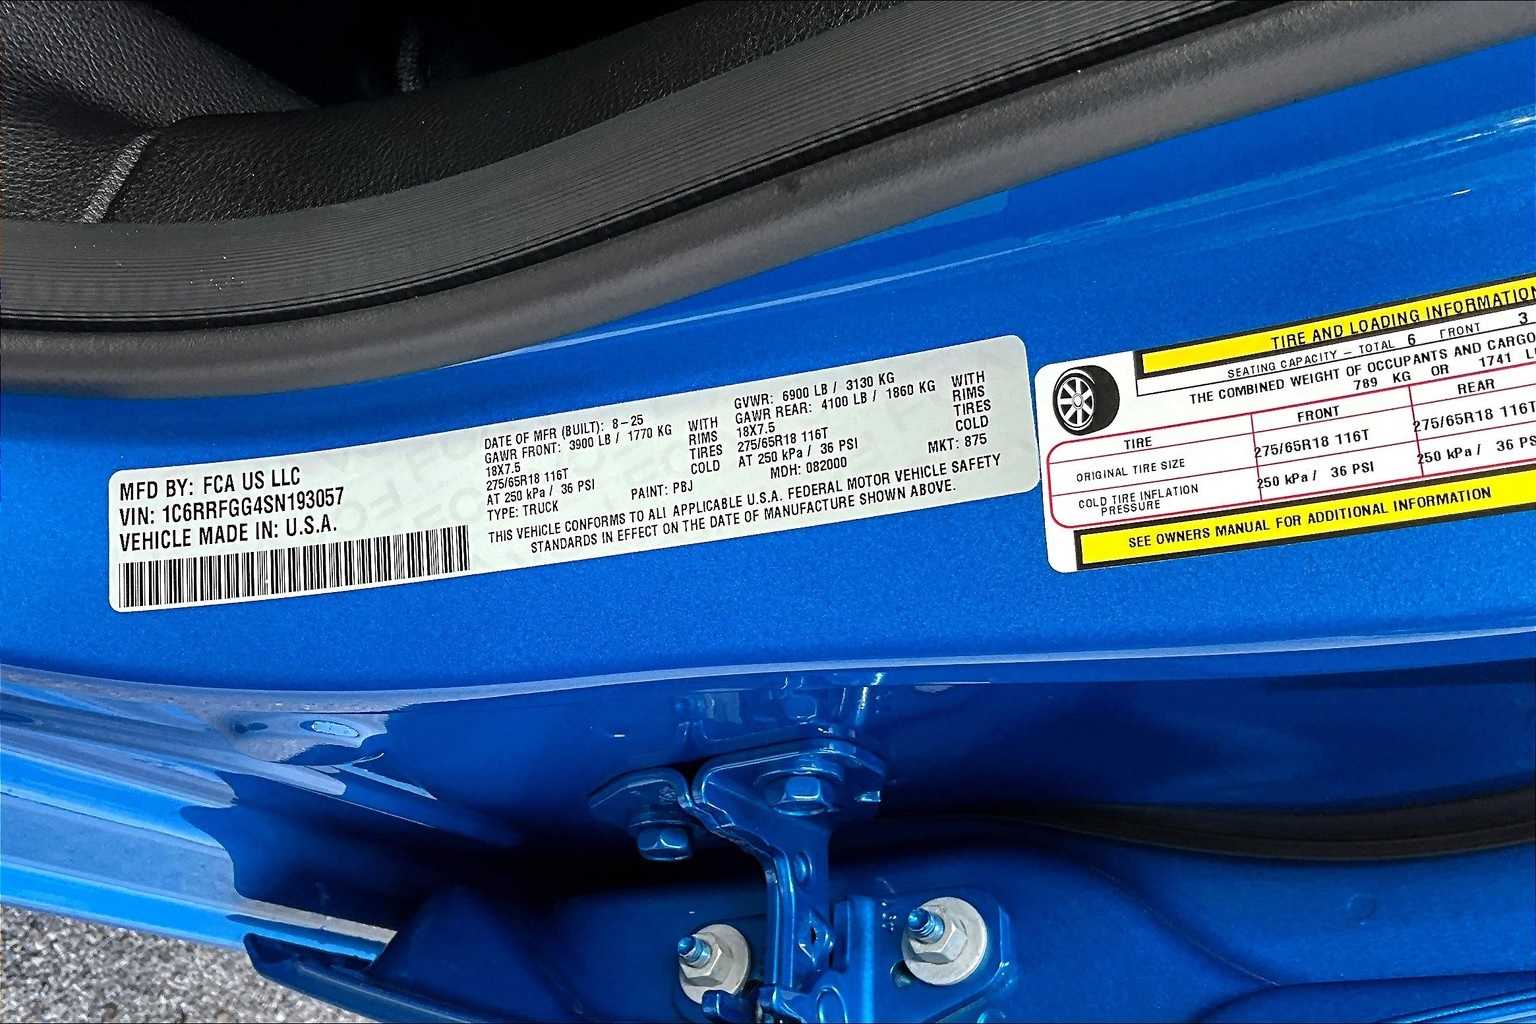 MFD BY: FCA US LLC
VIN: 1C6RRFGG4SN193057
VEHICLE MADE IN: U.S.A.
DATE OF MFR (BUILT): 8-25
GAWR FRONT: 3900 LB / 1770 KG WITH
18X7.5 RIMS
275/65R18 116T TIRES
AT 250 kPa / 36 PSI COLD
TYPE: TRUCK
PAINT: PBJ
GVWR: 6900 LB / 3130 KG
GAWR REAR: 4100 LB / 1860 KG WITH
18X7.5 RIMS
275/65R18 116T TIRES
AT 250 kPa / 36 PSI COLD
MDH: 082000 MKT: 875
THIS VEHICLE CONFORMS TO ALL APPLICABLE U.S.A. FEDERAL MOTOR VEHICLE SAFETY
STANDARDS IN EFFECT ON THE DATE OF MANUFACTURE SHOWN ABOVE.
TIRE AND LOADING INFORMATION
SEATING CAPACITY - TOTAL 6 FRONT 3
THE COMBINED WEIGHT OF OCCUPANTS AND CARGO
789 KG OR 1741 L
TIRE FRONT REAR
ORIGINAL TIRE SIZE 275/65R18 116T 275/65R18 116T
COLD TIRE INFLATION PRESSURE 250 kPa / 36 PSI 250 kPa / 36 PS
SEE OWNERS MANUAL FOR ADDITIONAL INFORMATION